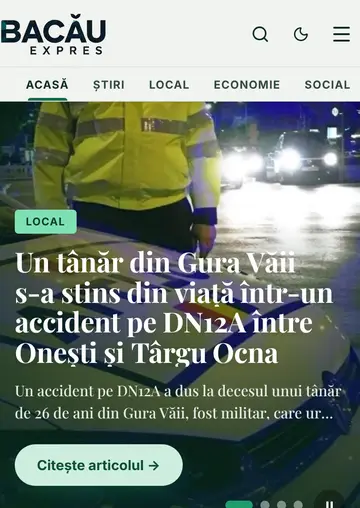 BACĂU
EXPRES
ACASĂ ȘTIRI LOCAL ECONOMIE SOCIAL
LOCAL
Un tânăr din Gura Văii
s-a stins din viață într-un
accident pe DN12A între
Onești și Târgu Ocna
Un accident pe DN12A a dus la decesul unui tânăr
de 26 de ani din Gura Văii, fost militar, care ur...
Citește articolul →